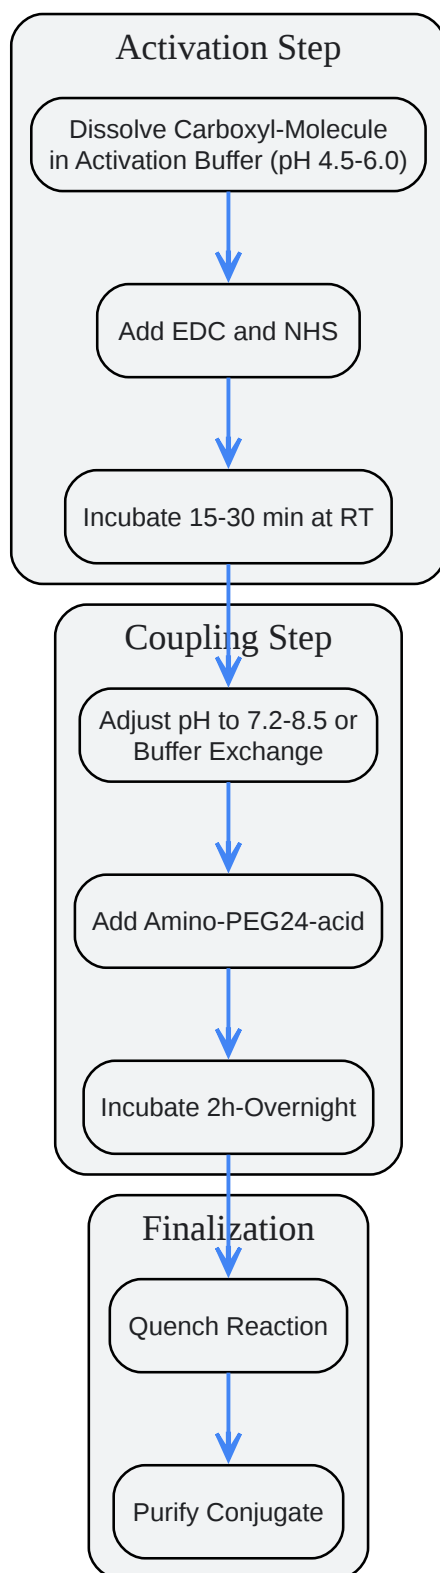 Activation Step
Dissolve Carboxyl-Molecule
in Activation Buffer (pH 4.5-6.0)
Add EDC and NHS
Incubate 15-30 min at RT
Coupling Step
Adjust pH to 7.2-8.5 or
Buffer Exchange
Add Amino-PEG24-acid
Incubate 2h-Overnight
Finalization
Quench Reaction
Purify Conjugate